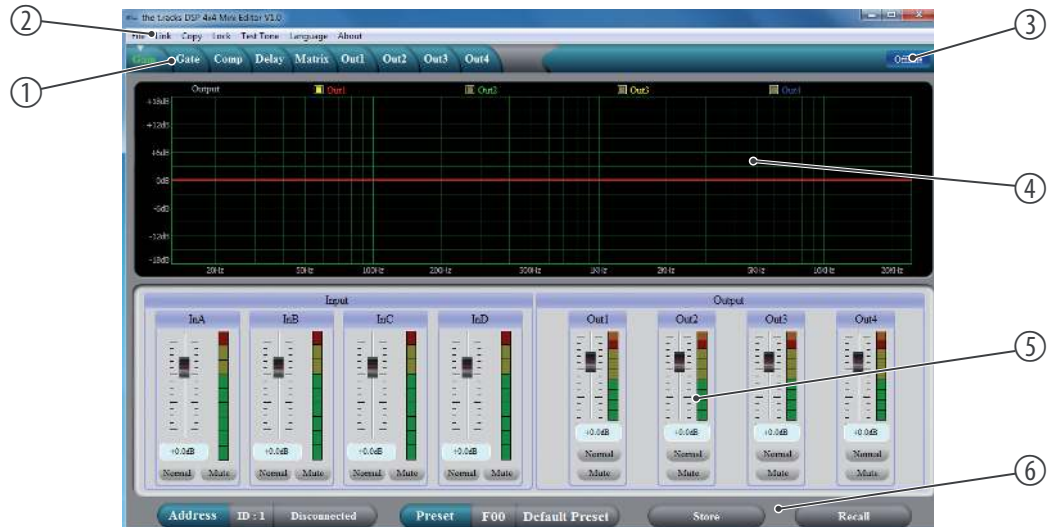 the t.racks DSP 4x4 Mini Editor V1.0
File Link Copy Lock Test Tone Language About
Gain Gate Comp Delay Matrix Out1 Out2 Out3 Out4
Output Out1 Out2 Out3 Out4
+18dB
+12dB
+6dB
0dB
-6dB
-12dB
-18dB
20Hz 50Hz 100Hz 200Hz 500Hz 1KHz 2KHz 5KHz 10KHz 20KHz
Input Output
InA InB InC InD Out1 Out2 Out3 Out4
+0.0dB +0.0dB +0.0dB +0.0dB +0.0dB +0.0dB +0.0dB +0.0dB
Normal Mute Normal Mute Normal Mute Normal Mute Normal Normal Normal Normal
Mute Mute Mute Mute
Address ID : 1 Disconnected Preset F00 Default Preset Store Recall
①
②
③
④
⑤
⑥